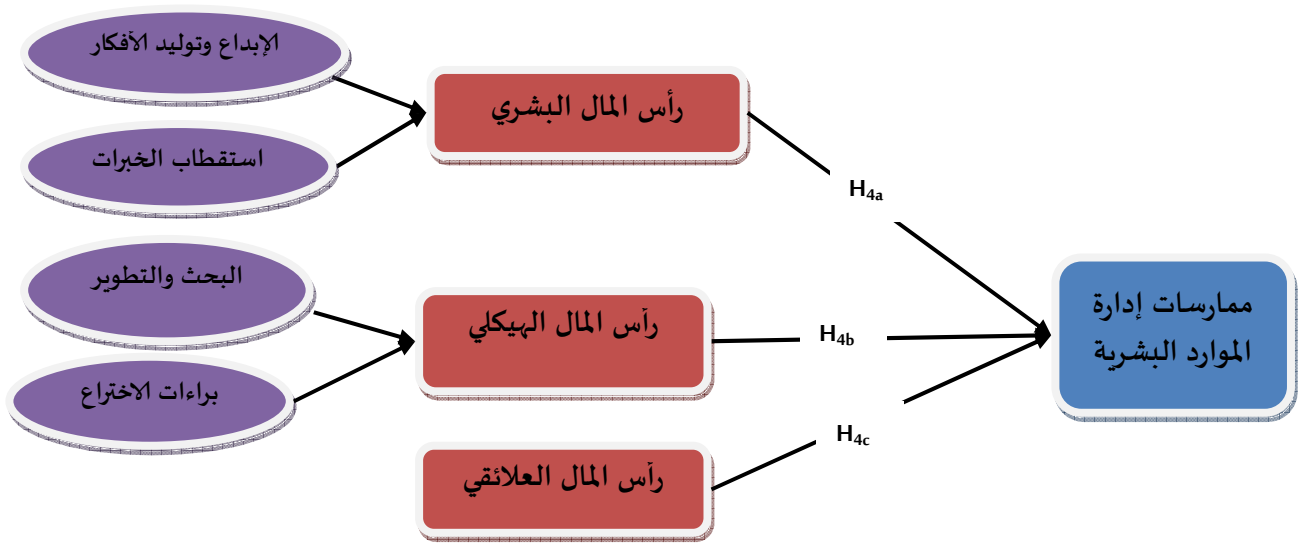 الإبداع وتوليد الأفكار
استقطاب الخبرات
رأس المال البشري
H4a
البحث والتطوير
براءات الاختراع
رأس المال الهيكلي
H4b
رأس المال العلائقي
H4c
ممارسات إدارة
الموارد البشرية